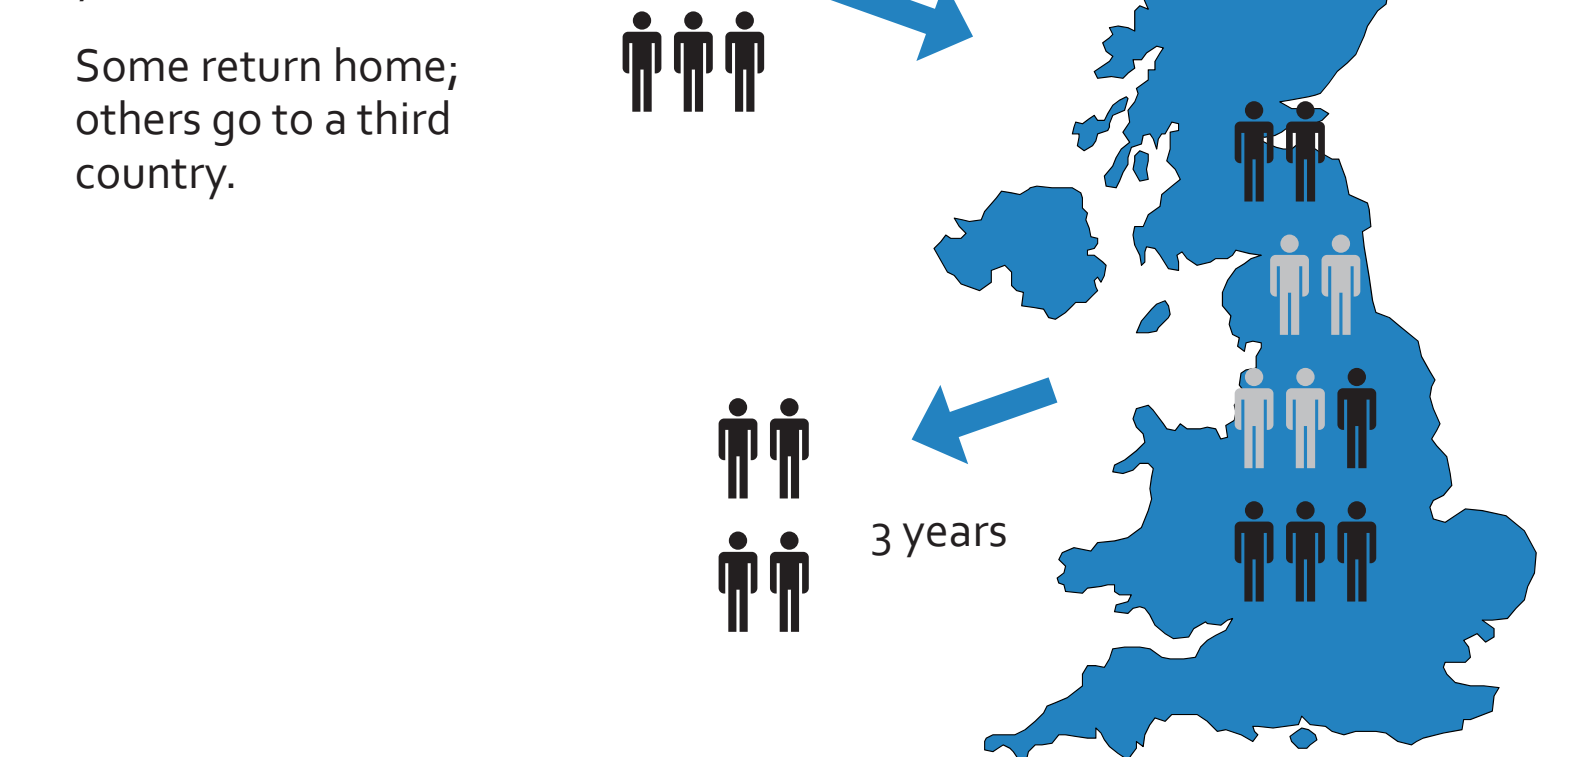 Some return home;
others go to a third
country.
3 years